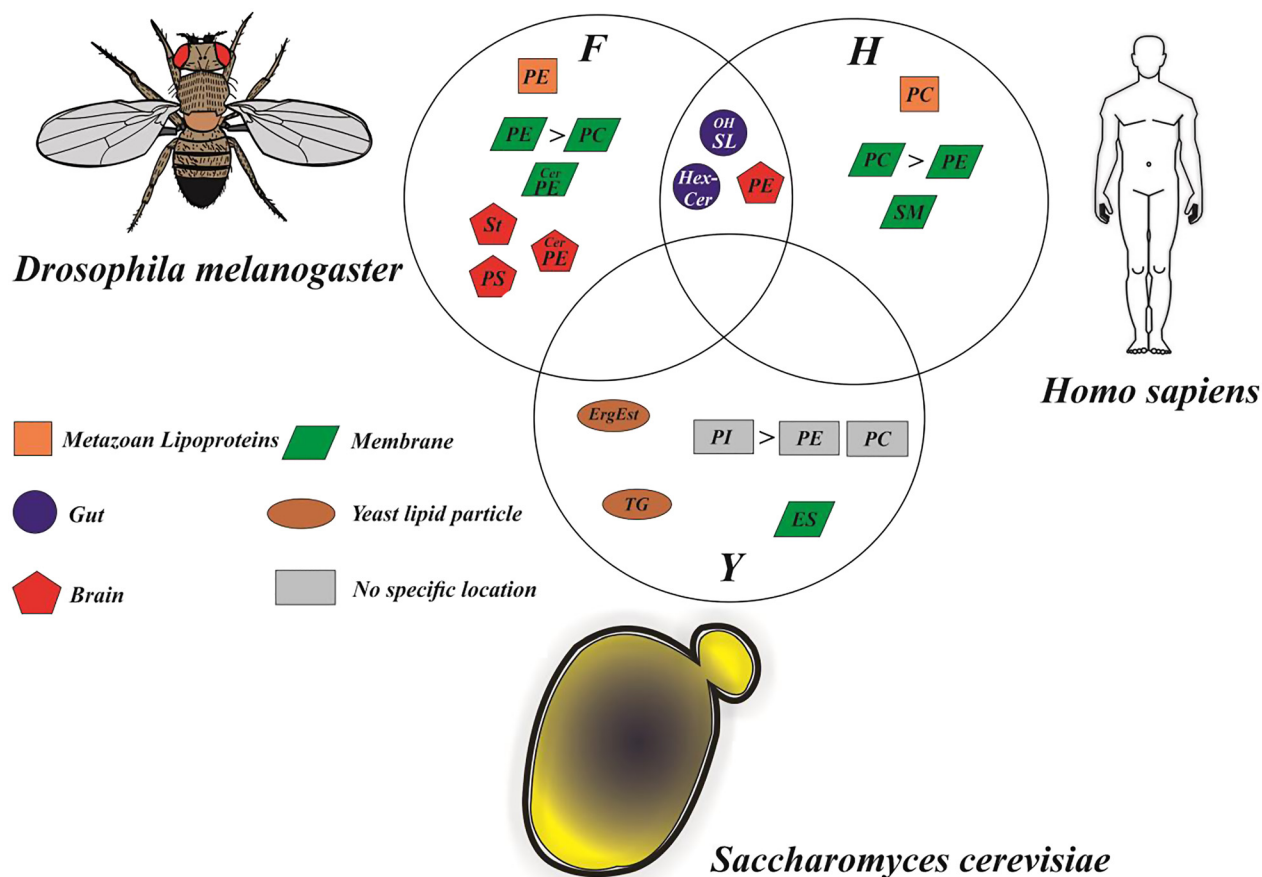 F
H
PE
PC
OH
SL
PE > PC
PC > PE
Cer
PE
Hex-
Cer
PE
SM
St
Cer
PE
PS
Drosophila melanogaster
Homo sapiens
ErgEst
PI > PE PC
TG
ES
Y
Metazoan Lipoproteins
Membrane
Gut
Yeast lipid particle
Brain
No specific location
Saccharomyces cerevisiae